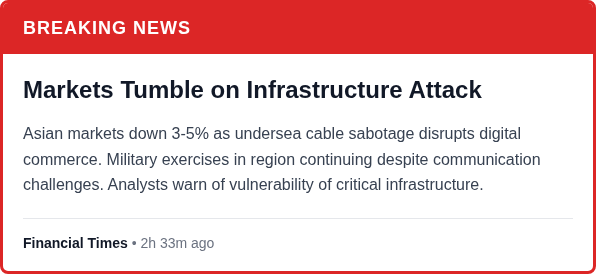 BREAKING NEWS
Markets Tumble on Infrastructure Attack
Asian markets down 3-5% as undersea cable sabotage disrupts digital
commerce. Military exercises in region continuing despite communication
challenges. Analysts warn of vulnerability of critical infrastructure.
Financial Times • 2h 33m ago